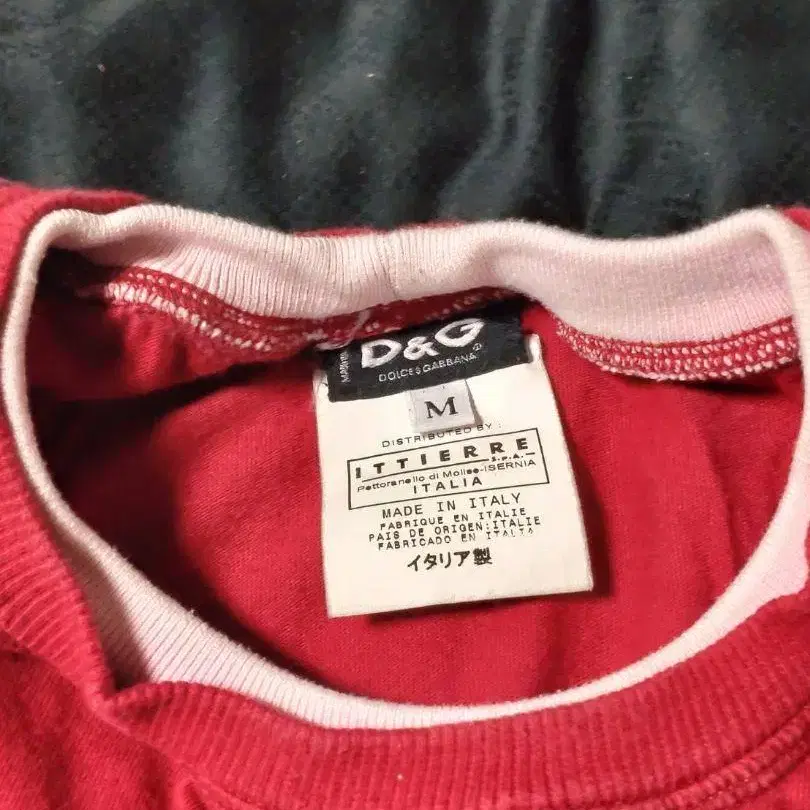 D&G
DOLCE&GABBANA
M
DISTRIBUTED BY:
ITTIERRE
S.P.A.
Pettoranello di Molise-ISERNIA
ITALIA
MADE IN ITALY
FABRIQUE EN ITALIE
PAIS DE ORIGEN:ITALIE
FABRICADO EN ITALIA
イタリア製